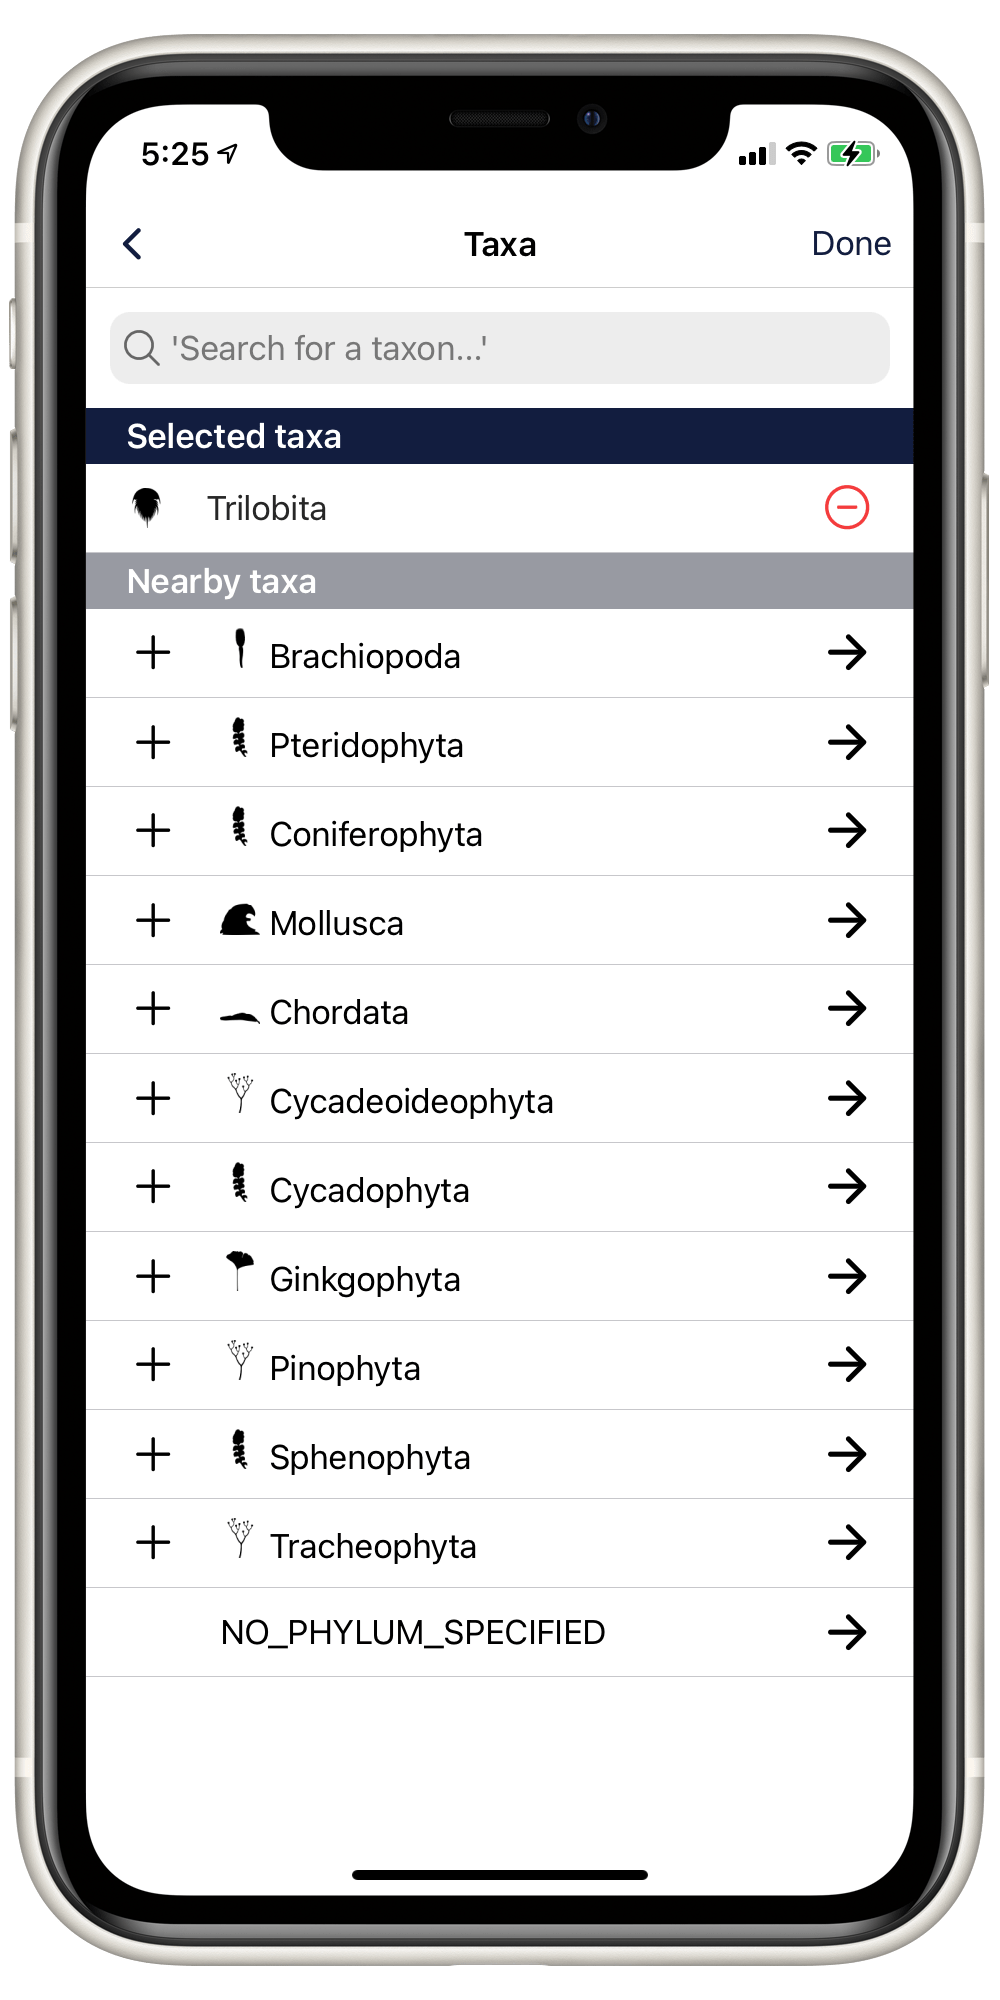 5:25
Taxa
Done
'Search for a taxon...'
Selected taxa
Trilobita
Nearby taxa
Brachiopoda
Pteridophyta
Coniferophyta
Mollusca
Chordata
Cycadeoideophyta
Cycadophyta
Ginkgophyta
Pinophyta
Sphenophyta
Tracheophyta
NO_PHYLUM_SPECIFIED